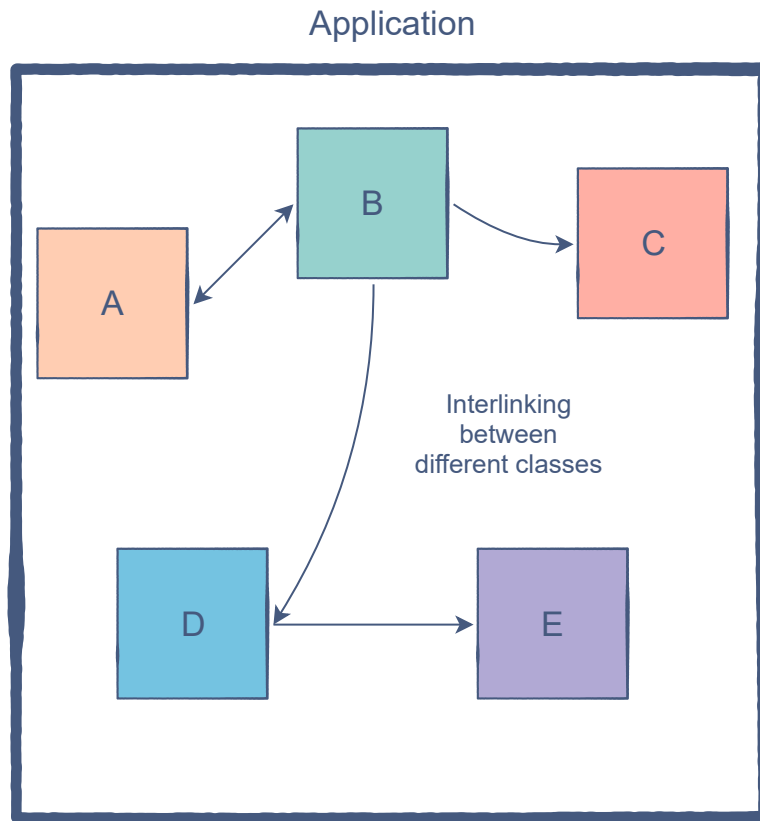 Application
B
C
A
Interlinking
between
different classes
D
E